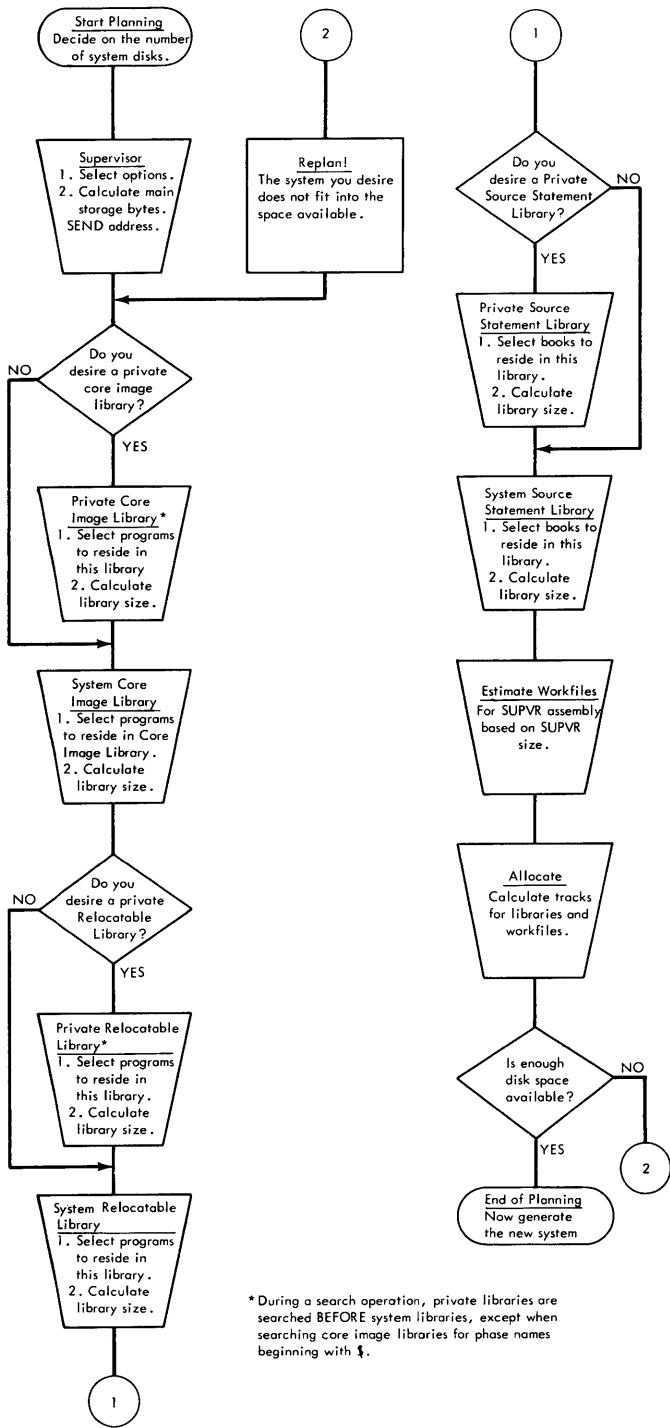 Start Planning
Decide on the number
of system disks.
Supervisor
1. Select options.
2. Calculate main
storage bytes.
SEND address.
2
Replan!
The system you desire
does not fit into the
space available.
Do you
desire a private
core image
library?
NO
YES
Private Core
Image Library*
1. Select programs
to reside in
this library
2. Calculate
library size.
System Core
Image Library
1. Select programs
to reside in Core
Image Library.
2. Calculate
library size.
Do you
desire a private
Relocatable
Library?
NO
YES
Private Relocatable
Library*
1. Select programs
to reside in
this library.
2. Calculate
library size.
System Relocatable
Library
1. Select programs
to reside in
this library.
2. Calculate
library size.
1
1
Do you
desire a Private
Source Statement
Library?
NO
YES
Private Source
Statement Library
1. Select books to
reside in this
library.
2. Calculate
library size.
System Source
Statement Library
1. Select books to
reside in this
library.
2. Calculate
library size.
Estimate Workfiles
For SUPVR assembly
based on SUPVR
size.
Allocate
Calculate tracks
for libraries and
workfiles.
Is enough
disk space
available?
NO
YES
2
End of Planning
Now generate
the new system
* During a search operation, private libraries are
searched BEFORE system libraries, except when
searching core image libraries for phase names
beginning with $.